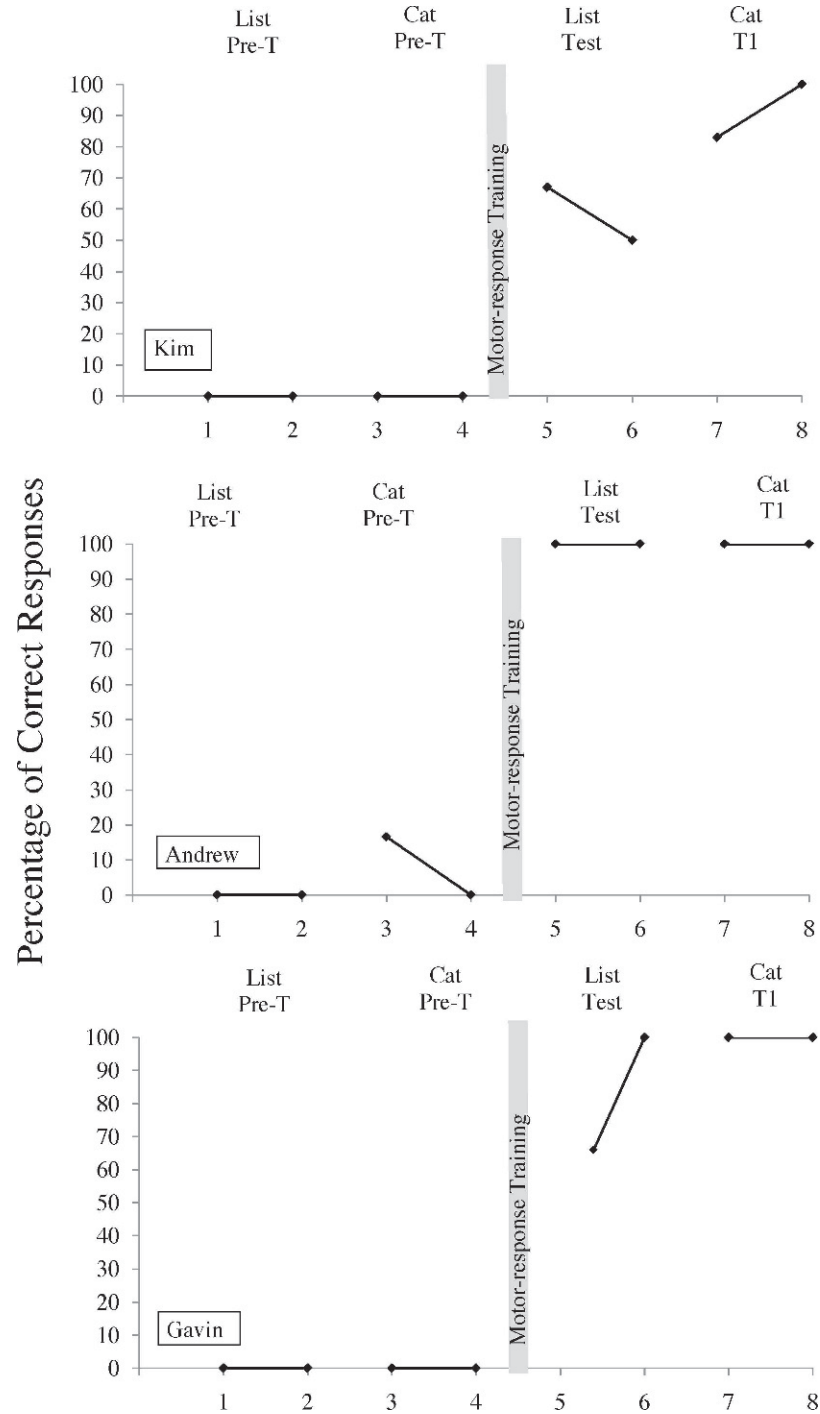 List Cat List Cat
Pre-T Pre-T Test T1
100
90
80
70
60
50
40
30
20
10
0
Motor-response Training
Kim
1 2 3 4 5 6 7 8
Percentage of Correct Responses
List Cat List Cat
Pre-T Pre-T Test T1
100
90
80
70
60
50
40
30
20
10
0
Motor-response Training
Andrew
1 2 3 4 5 6 7 8
List Cat List Cat
Pre-T Pre-T Test T1
100
90
80
70
60
50
40
30
20
10
0
Motor-response Training
Gavin
1 2 3 4 5 6 7 8